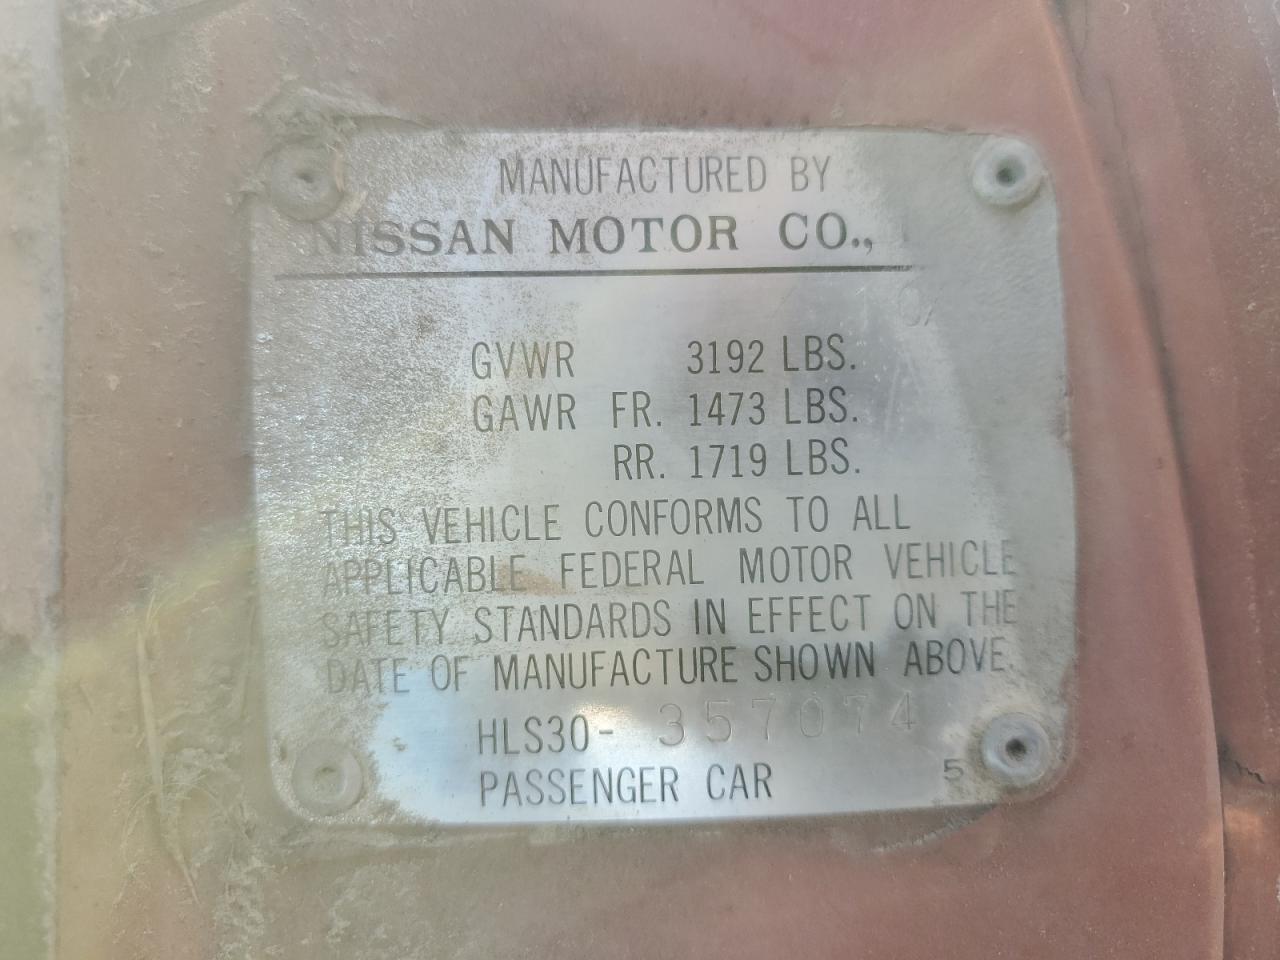 MANUFACTURED BY
NISSAN MOTOR CO.,
GVWR 3192 LBS.
GAWR FR. 1473 LBS.
RR. 1719 LBS.
THIS VEHICLE CONFORMS TO ALL
APPLICABLE FEDERAL MOTOR VEHICLE
SAFETY STANDARDS IN EFFECT ON THE
DATE OF MANUFACTURE SHOWN ABOVE.
HLS30- 357074
PASSENGER CAR 5